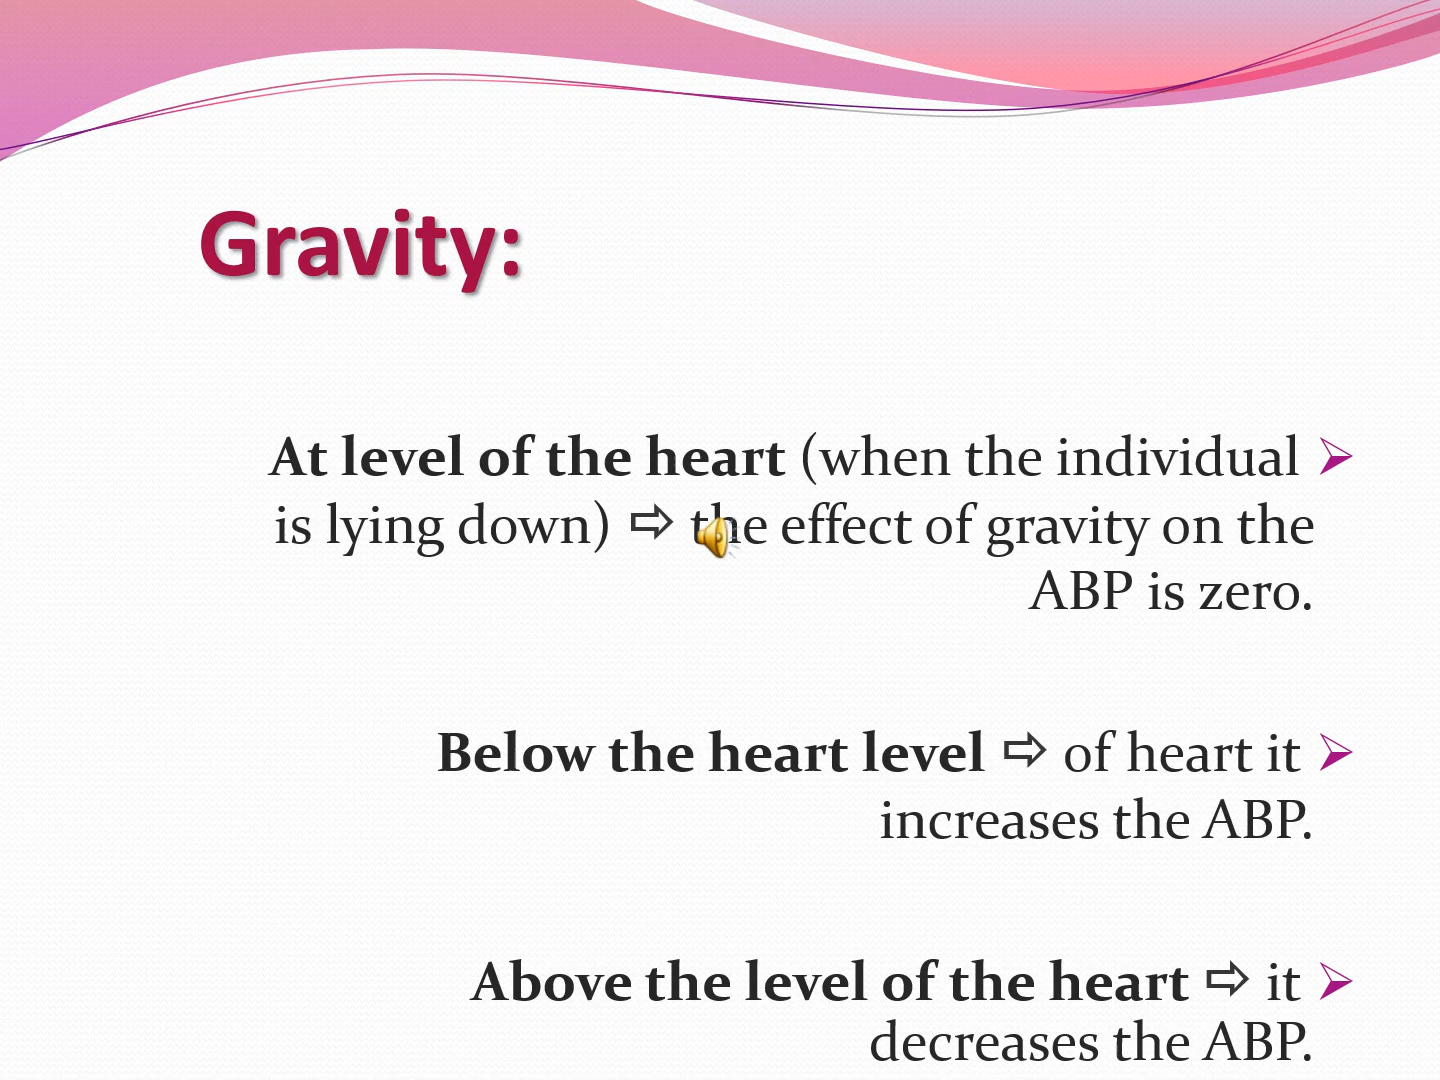 Gravity:
At level of the heart (when the individual
is lying down) ⇨ the effect of gravity on the
ABP is zero.
Below the heart level ⇨ of heart it
increases the ABP.
Above the level of the heart ⇨ it
decreases the ABP.